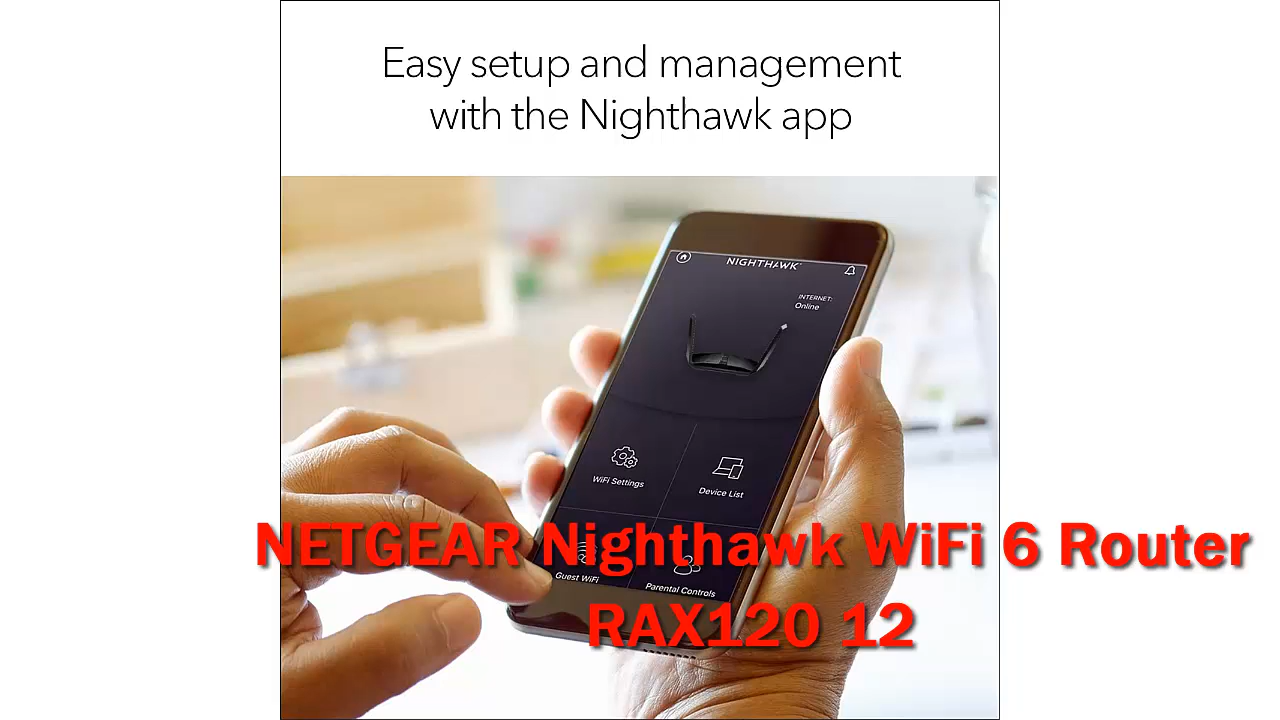 Easy setup and management
with the Nighthawk app
NIGHTHAWK
INTERNET:
Online
WiFi Settings
Device List
Guest WiFi
Parental Controls
NETGEAR Nighthawk WiFi 6 Router
RAX120 12